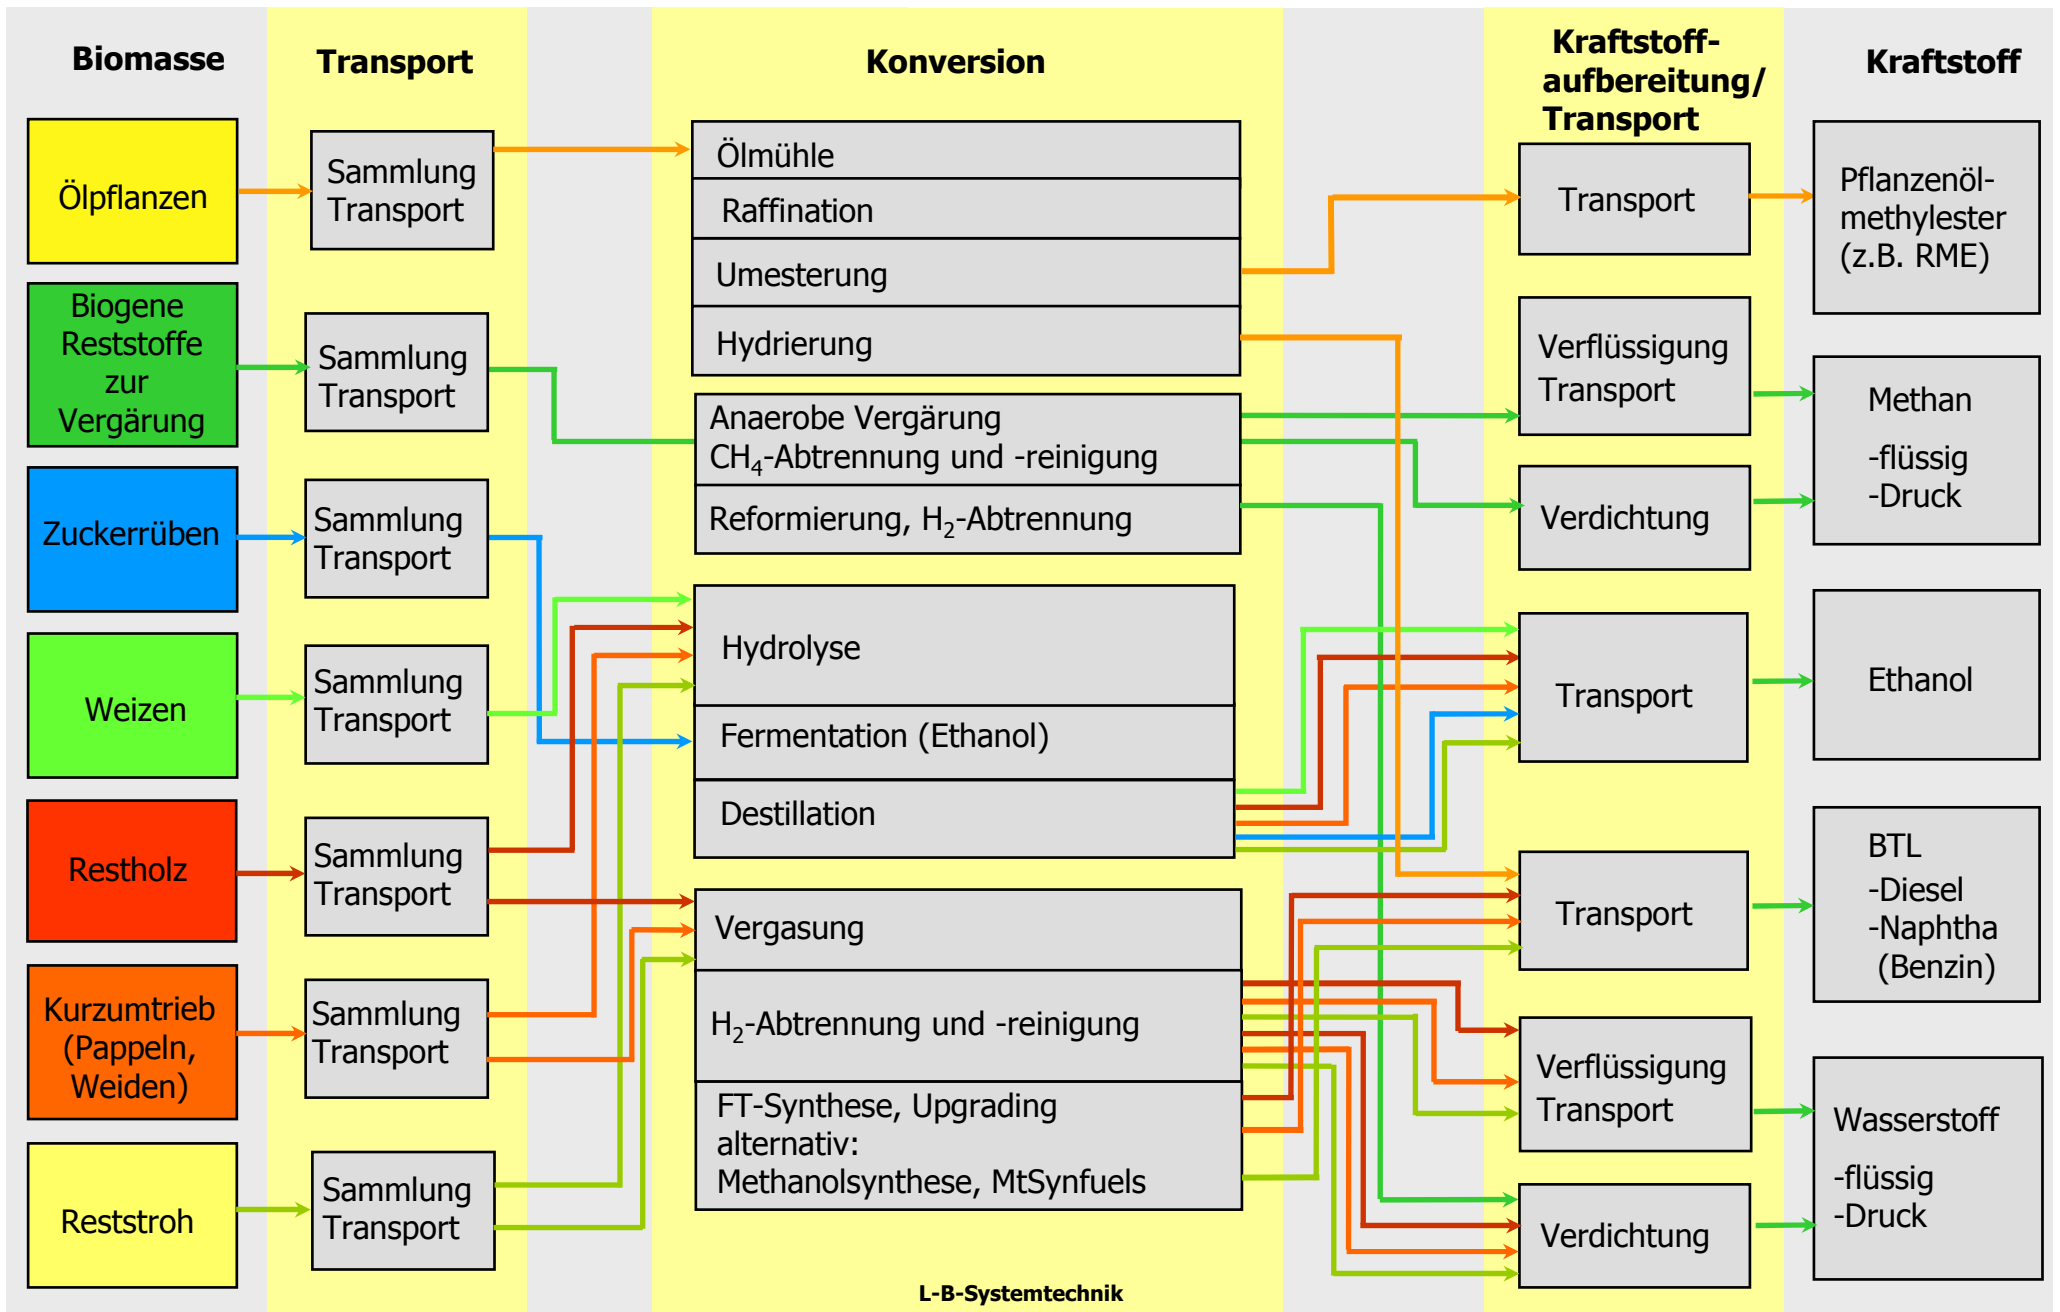 Biomasse
Transport
Konversion
Kraftstoff-
aufbereitung/
Transport
Kraftstoff
Ölpflanzen
Biogene
Reststoffe
zur
Vergärung
Zuckerrüben
Weizen
Restholz
Kurzumtrieb
(Pappeln,
Weiden)
Reststroh
Sammlung
Transport
Sammlung
Transport
Sammlung
Transport
Sammlung
Transport
Sammlung
Transport
Sammlung
Transport
Sammlung
Transport
Ölmühle
Raffination
Umesterung
Hydrierung
Anaerobe Vergärung
CH₄-Abtrennung und -reinigung
Reformierung, H₂-Abtrennung
Hydrolyse
Fermentation (Ethanol)
Destillation
Vergasung
H₂-Abtrennung und -reinigung
FT-Synthese, Upgrading
alternativ:
Methanolsynthese, MtSynfuels
L-B-Systemtechnik
Transport
Verflüssigung
Transport
Verdichtung
Transport
Transport
Verflüssigung
Transport
Verdichtung
Pflanzenöl-
methylester
(z.B. RME)
Methan
-flüssig
-Druck
Ethanol
BTL
-Diesel
-Naphtha
(Benzin)
Wasserstoff
-flüssig
-Druck